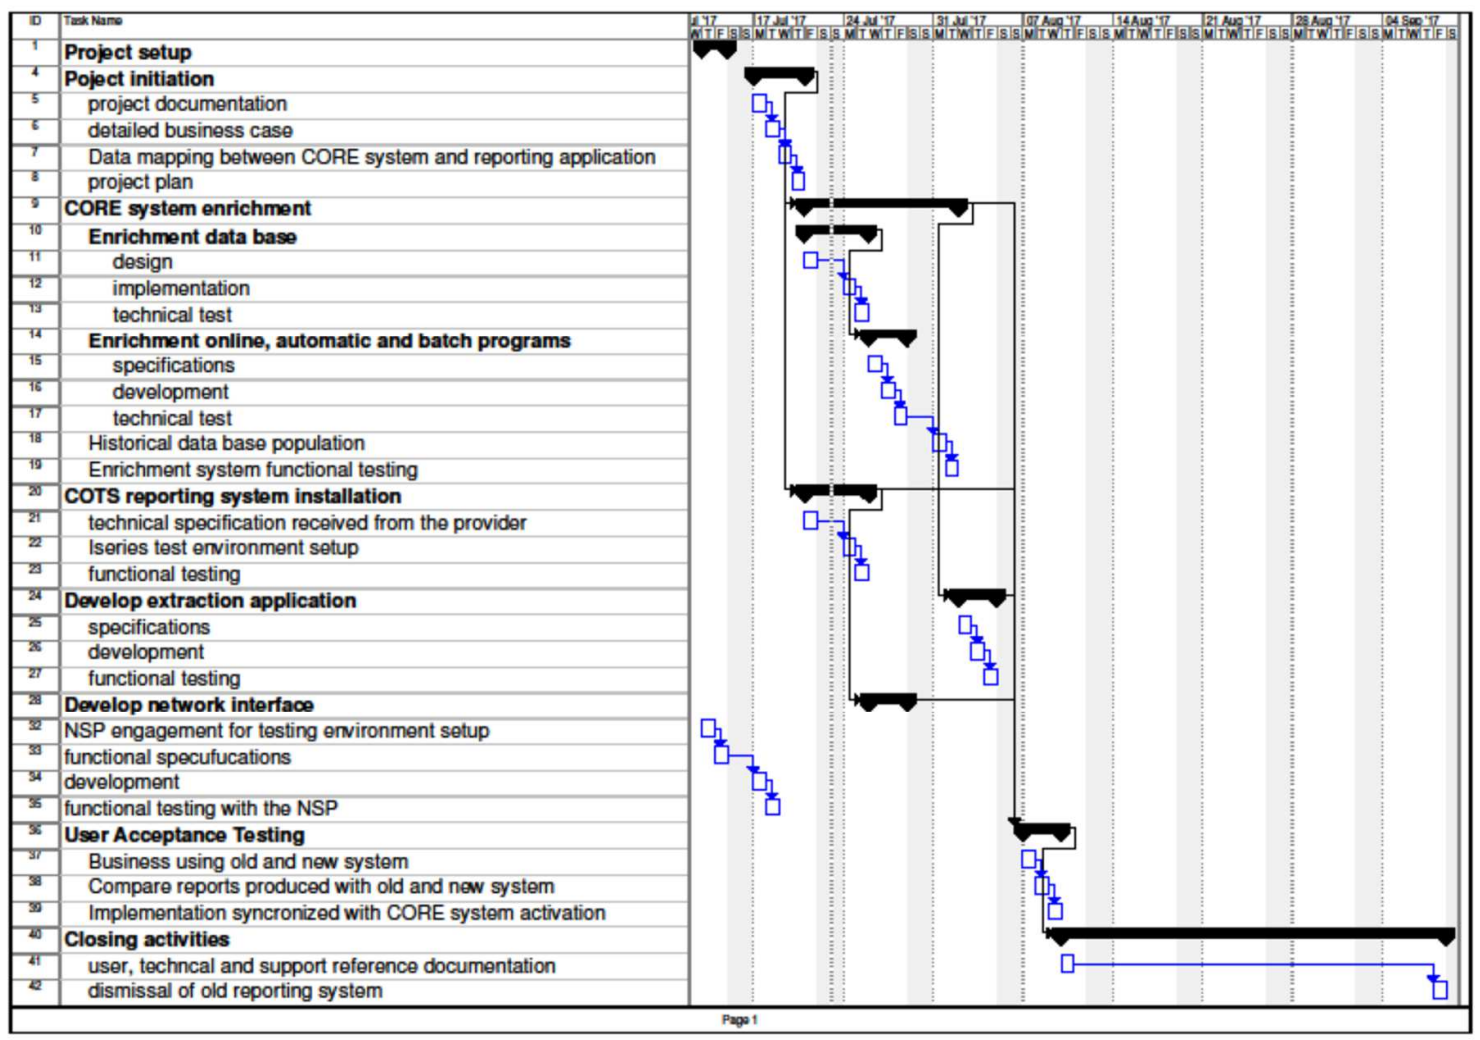 ID Task Name ul '17 17 Jul '17 24 Jul '17 31 Jul '17 07 Aug '17 14 Aug '17 21 Aug '17 28 Aug '17 04 Sep '17
W T F S S M T W T F S S M T W T F S S M T W T F S S M T W T F S S M T W T F S S M T W T F S S M T W T F S S M T W T F S
1 Project setup
4 Poject initiation
5 project documentation
6 detailed business case
7 Data mapping between CORE system and reporting application
8 project plan
9 CORE system enrichment
10 Enrichment data base
11 design
12 implementation
13 technical test
14 Enrichment online, automatic and batch programs
15 specifications
16 development
17 technical test
18 Historical data base population
19 Enrichment system functional testing
20 COTS reporting system installation
21 technical specification received from the provider
22 Iseries test environment setup
23 functional testing
24 Develop extraction application
25 specifications
26 development
27 functional testing
28 Develop network interface
32 NSP engagement for testing environment setup
33 functional specufucations
34 development
35 functional testing with the NSP
36 User Acceptance Testing
37 Business using old and new system
38 Compare reports produced with old and new system
39 Implementation syncronized with CORE system activation
40 Closing activities
41 user, techncal and support reference documentation
42 dismissal of old reporting system
Page 1